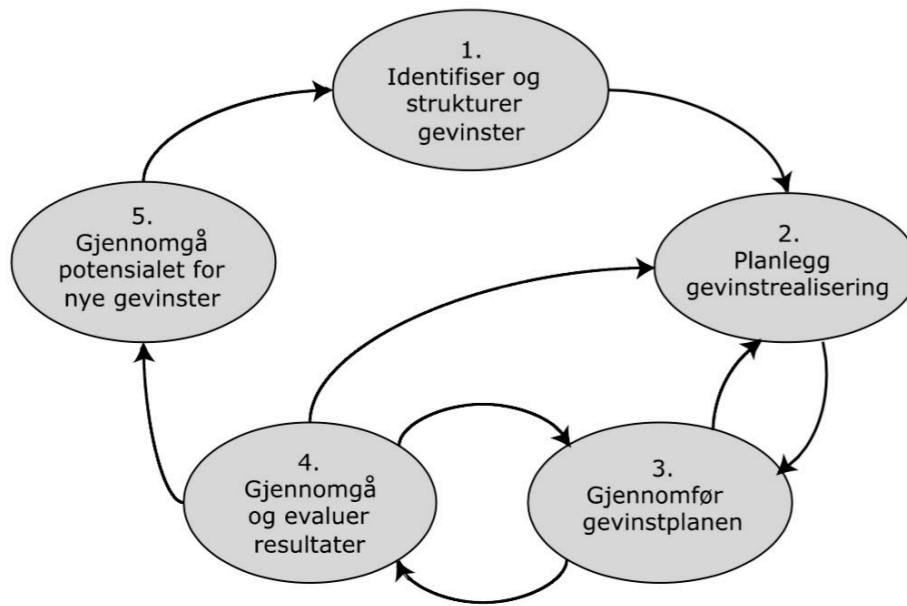 1.
Identifiser og
strukturer
gevinster
2.
Planlegg
gevinstrealisering
3.
Gjennomfør
gevinstplanen
4.
Gjennomgå
og evaluer
resultater
5.
Gjennomgå
potensialet for
nye gevinster